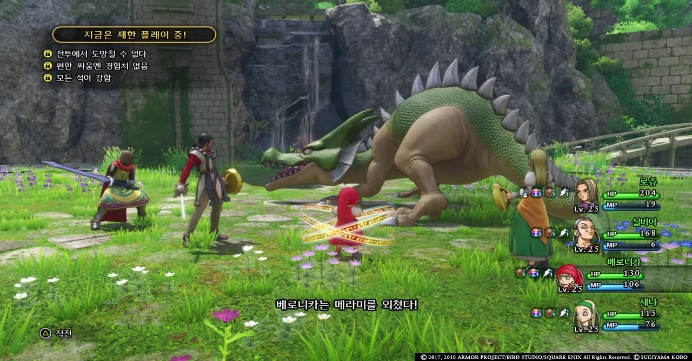 지금은 제한 플레이 중!
전투에서 도망칠 수 없다
편한 싸움엔 경험치 없음
모든 적이 강함
로우
HP 204
Lv.25 MP 19
실비아
HP 168
Lv.25 MP 6
베로니카
HP 130
Lv.25 MP 106
세냐
HP 115
Lv.25 MP 76
베로니카는 메라미를 외쳤다!
작전
© 2017, 2019 ARMOR PROJECT/BIRD STUDIO/SQUARE ENIX All Rights Reserved. © SUGIYAMA KOBO